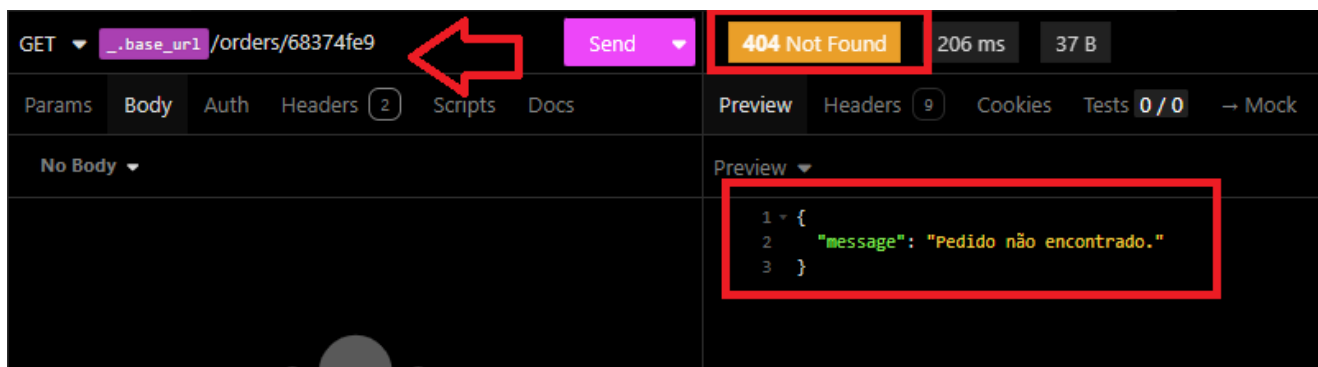 GET _.base_url /orders/68374fe9 Send 404 Not Found 206 ms 37 B
Params Body Auth Headers 2 Scripts Docs Preview Headers 9 Cookies Tests 0 / 0 → Mock
No Body Preview
1 {
2 "message": "Pedido não encontrado."
3 }